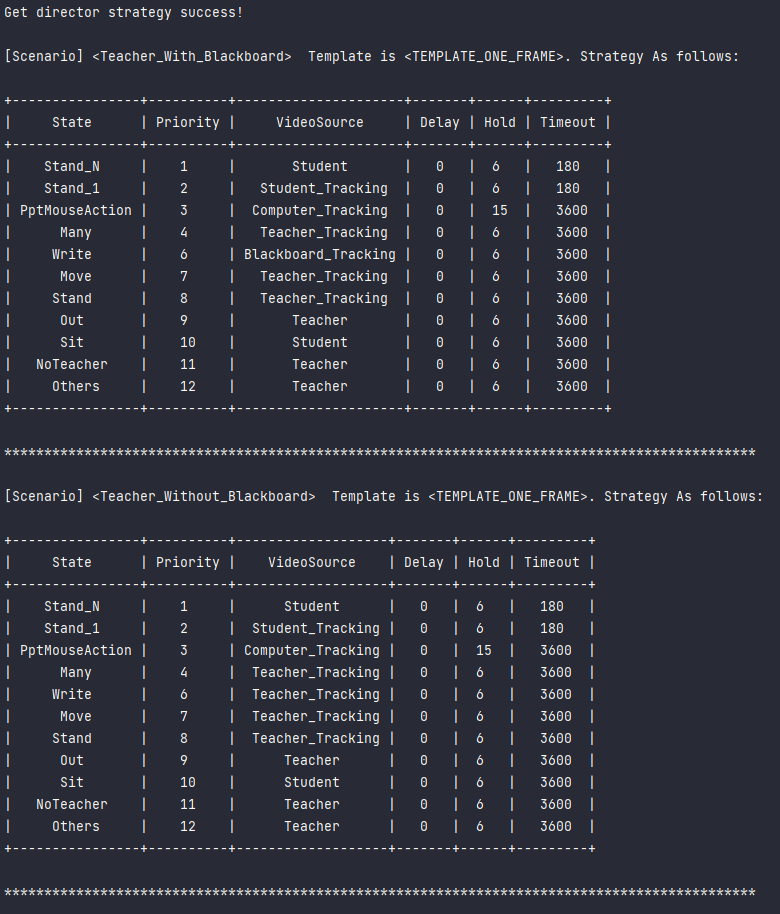 Get director strategy success!
[Scenario] <Teacher_With_Blackboard>  Template is <TEMPLATE_ONE_FRAME>. Strategy As follows:
+----------------+----------+---------------------+-------+------+---------+
|     State      | Priority |     VideoSource     | Delay | Hold | Timeout |
+----------------+----------+---------------------+-------+------+---------+
|    Stand_N     |    1     |       Student       |   0   |  6   |   180   |
|    Stand_1     |    2     |   Student_Tracking  |   0   |  6   |   180   |
| PptMouseAction |    3     |  Computer_Tracking  |   0   |  15  |   3600  |
|      Many      |    4     |   Teacher_Tracking  |   0   |  6   |   3600  |
|     Write      |    6     | Blackboard_Tracking |   0   |  6   |   3600  |
|      Move      |    7     |   Teacher_Tracking  |   0   |  6   |   3600  |
|     Stand      |    8     |   Teacher_Tracking  |   0   |  6   |   3600  |
|      Out       |    9     |       Teacher       |   0   |  6   |   3600  |
|      Sit       |    10    |       Student       |   0   |  6   |   3600  |
|   NoTeacher    |    11    |       Teacher       |   0   |  6   |   3600  |
|     Others     |    12    |       Teacher       |   0   |  6   |   3600  |
+----------------+----------+---------------------+-------+------+---------+
**********************************************************************************************
[Scenario] <Teacher_Without_Blackboard>  Template is <TEMPLATE_ONE_FRAME>. Strategy As follows:
+----------------+----------+-------------------+-------+------+---------+
|     State      | Priority |    VideoSource    | Delay | Hold | Timeout |
+----------------+----------+-------------------+-------+------+---------+
|    Stand_N     |    1     |      Student      |   0   |  6   |   180   |
|    Stand_1     |    2     |  Student_Tracking |   0   |  6   |   180   |
| PptMouseAction |    3     | Computer_Tracking |   0   |  15  |   3600  |
|      Many      |    4     |  Teacher_Tracking |   0   |  6   |   3600  |
|     Write      |    6     |  Teacher_Tracking |   0   |  6   |   3600  |
|      Move      |    7     |  Teacher_Tracking |   0   |  6   |   3600  |
|     Stand      |    8     |  Teacher_Tracking |   0   |  6   |   3600  |
|      Out       |    9     |      Teacher      |   0   |  6   |   3600  |
|      Sit       |    10    |      Student      |   0   |  6   |   3600  |
|   NoTeacher    |    11    |      Teacher      |   0   |  6   |   3600  |
|     Others     |    12    |      Teacher      |   0   |  6   |   3600  |
+----------------+----------+-------------------+-------+------+---------+
**********************************************************************************************